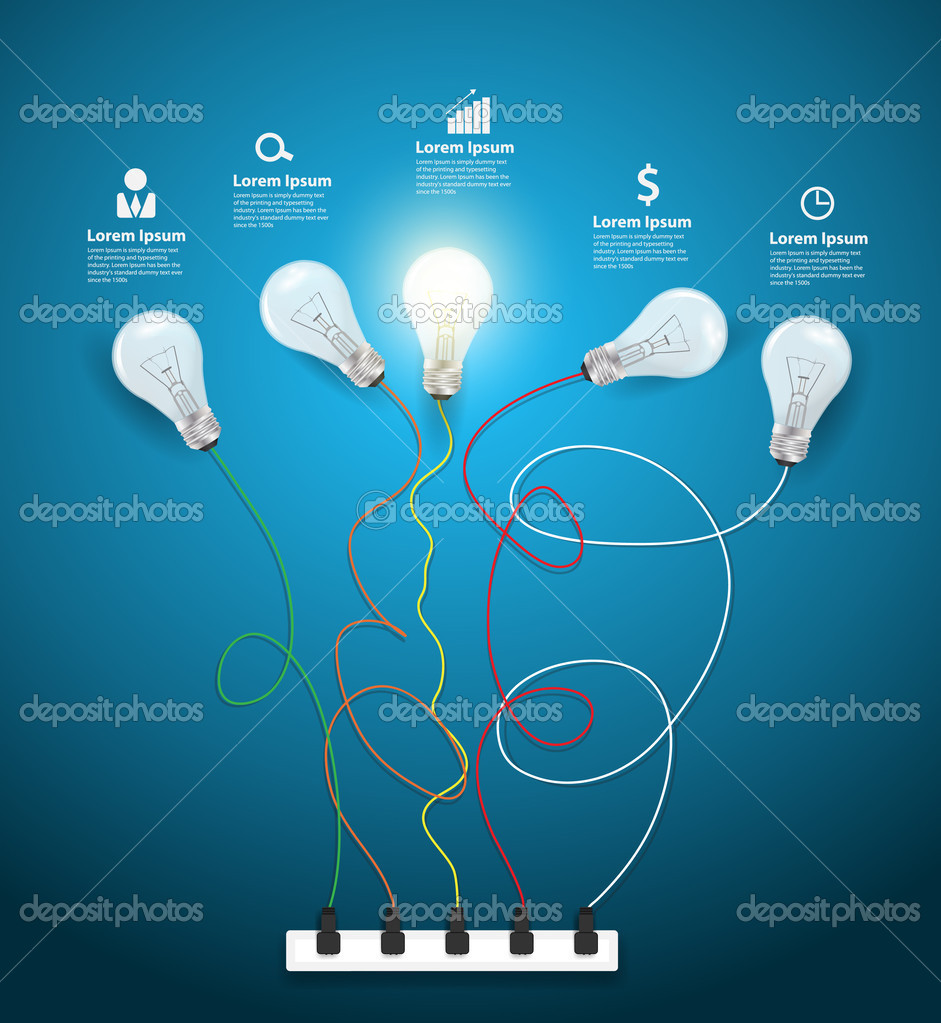 Lorem Ipsum
Lorem Ipsum is simply dummy
text of the printing and typesetting
industry. Lorem Ipsum has been the
industry's standard dummy text ever
since the 1500s
Lorem Ipsum
Lorem Ipsum is simply dummy
text of the printing and typesetting
industry. Lorem Ipsum has been the
industry's standard dummy text ever
since the 1500s
Lorem Ipsum
Lorem Ipsum is simply dummy
text of the printing and typesetting
industry. Lorem Ipsum has been the
industry's standard dummy text ever
since the 1500s
$
Lorem Ipsum
Lorem Ipsum is simply dummy
text of the printing and typesetting
industry. Lorem Ipsum has been the
industry's standard dummy text ever
since the 1500s
Lorem Ipsum
Lorem Ipsum is simply dummy
text of the printing and typesetting
industry. Lorem Ipsum has been the
industry's standard dummy text ever
since the 1500s
depositphotos depositphotos depositphotos
depositphotos depositphotos depositphotos
depositphotos depositphotos depositphotos
depositphotos depositphotos depositphotos
depositphotos depositphotos depositphotos